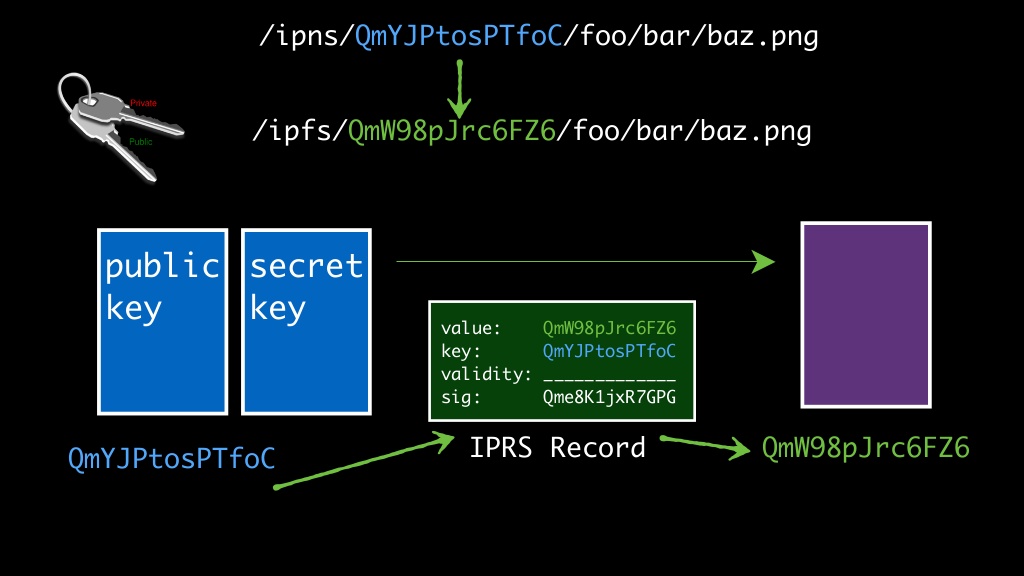 /ipns/QmYJPtosPTfoC/foo/bar/baz.png
Private
Public
/ipfs/QmW98pJrc6FZ6/foo/bar/baz.png
public key
secret key
value: QmW98pJrc6FZ6
key: QmYJPtosPTfoC
validity: _____________
sig: Qme8K1jxR7GPG
QmYJPtosPTfoC
IPRS Record
QmW98pJrc6FZ6